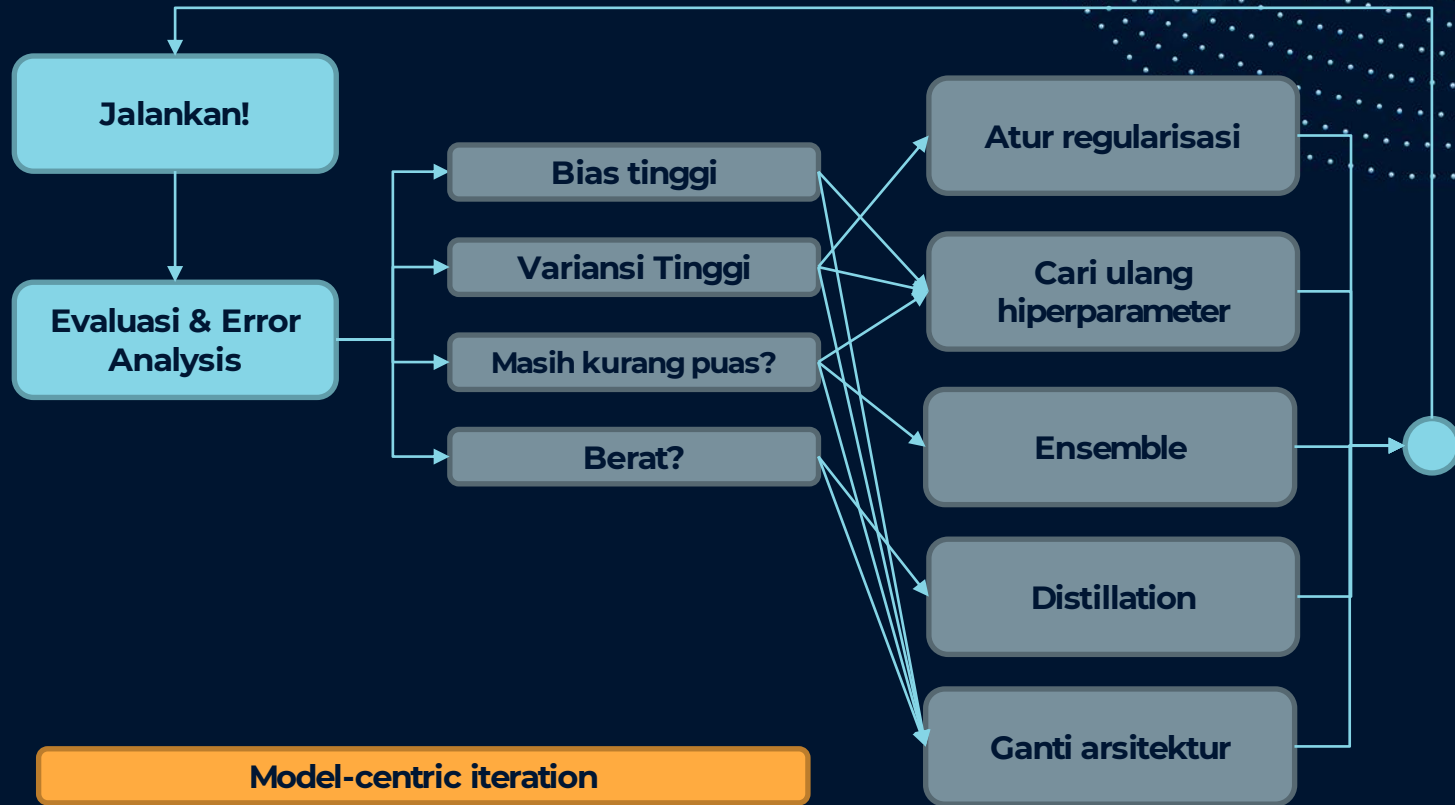 Jalankan!
Evaluasi & Error
Analysis
Bias tinggi
Variansi Tinggi
Masih kurang puas?
Berat?
Atur regularisasi
Cari ulang
hiperparameter
Ensemble
Distillation
Ganti arsitektur
Model-centric iteration